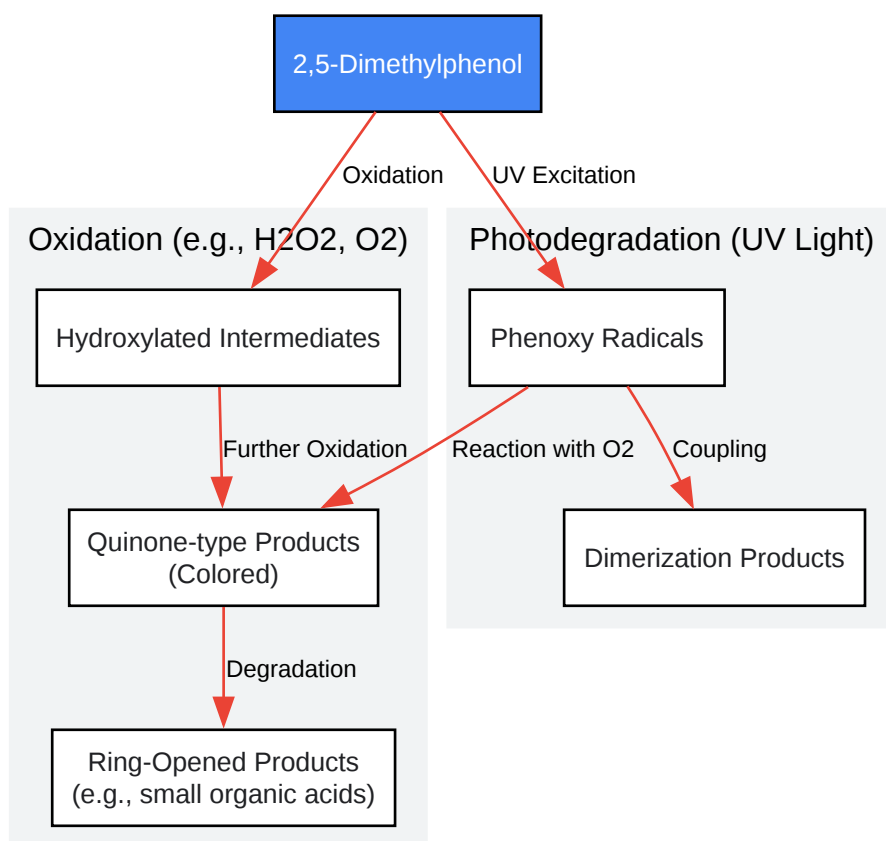 2,5-Dimethylphenol
Oxidation
UV Excitation
Oxidation (e.g., H2O2, O2)
Photodegradation (UV Light)
Hydroxylated Intermediates
Phenoxy Radicals
Further Oxidation
Reaction with O2
Coupling
Quinone-type Products
(Colored)
Dimerization Products
Degradation
Ring-Opened Products
(e.g., small organic acids)